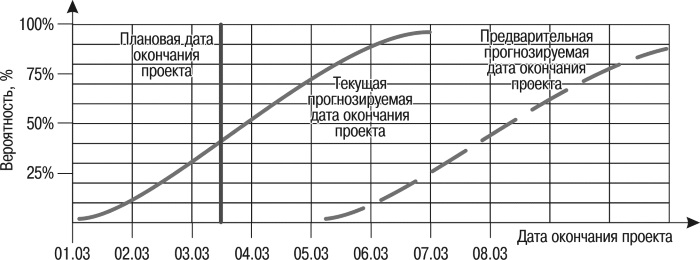 100%
75%
50%
25%
Вероятность, %
Плановая дата
окончания
проекта
Текущая
прогнозируемая
дата окончания
проекта
Предварительная
прогнозируемая
дата окончания
проекта
01.03 02.03 03.03 04.03 05.03 06.03 07.03 08.03
Дата окончания проекта